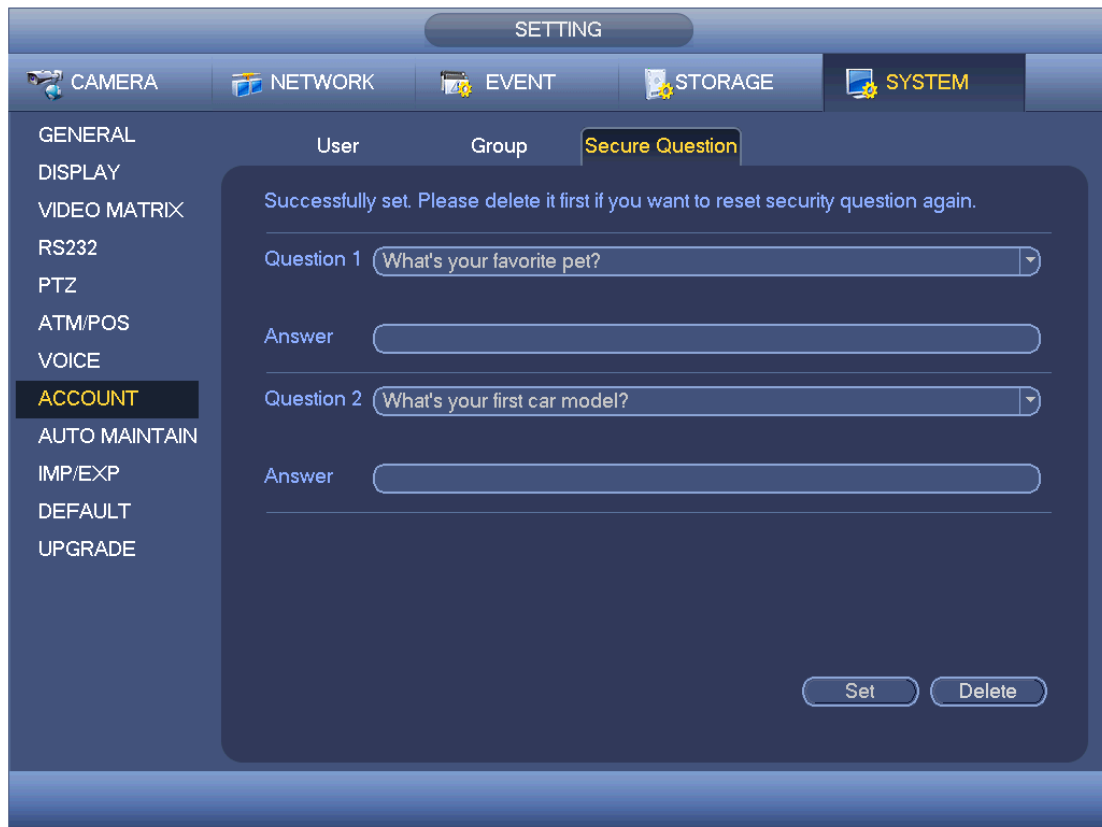 SETTING
CAMERA NETWORK EVENT STORAGE SYSTEM
GENERAL
DISPLAY
VIDEO MATRIX
RS232
PTZ
ATM/POS
VOICE
ACCOUNT
AUTO MAINTAIN
IMP/EXP
DEFAULT
UPGRADE
User Group Secure Question
Successfully set. Please delete it first if you want to reset security question again.
Question 1 What's your favorite pet?
Answer
Question 2 What's your first car model?
Answer
Set Delete